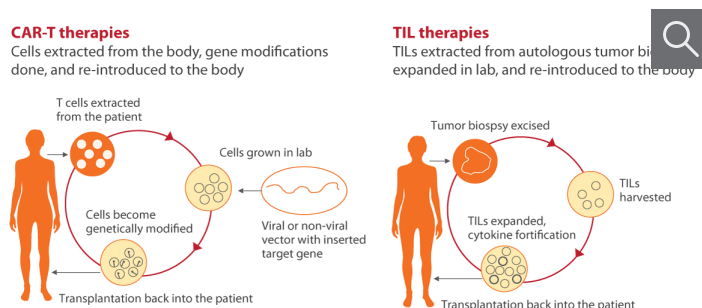 CAR-T therapies
Cells extracted from the body, gene modifications
done, and re-introduced to the body
T cells extracted
from the patient
Cells grown in lab
Cells become
genetically modified
Viral or non-viral
vector with inserted
target gene
Transplantation back into the patient
TIL therapies
TILs extracted from autologous tumor
expanded in lab, and re-introduced to the body
Tumor biospsy excised
TILs
harvested
TILs expanded,
cytokine fortification
Transplantation back into the patient